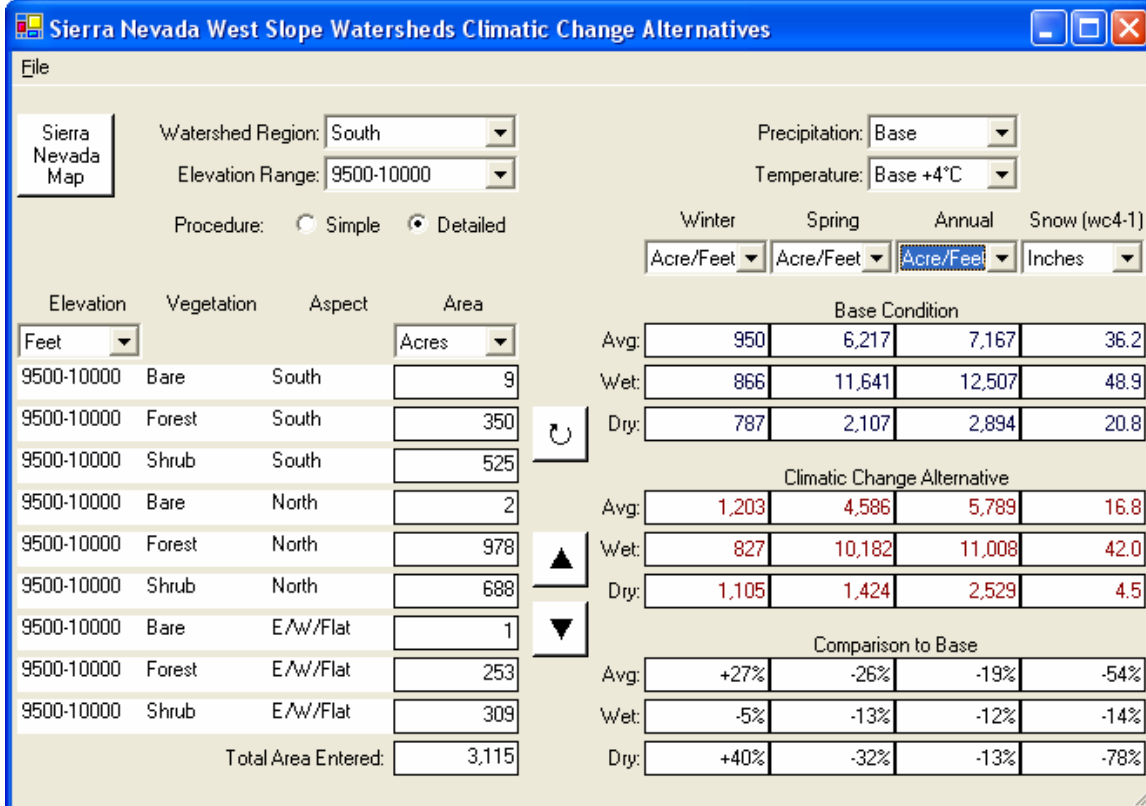 Sierra Nevada West Slope Watersheds Climatic Change Alternatives
File
Sierra
Nevada
Map
Watershed Region: South
Elevation Range: 9500-10000
Procedure: Simple Detailed
Precipitation: Base
Temperature: Base +4°C
Winter Spring Annual Snow (wc4-1)
Acre/Feet Acre/Feet Acre/Feet Inches
Elevation Vegetation Aspect Area
Feet Acres
9500-10000 Bare South 9
9500-10000 Forest South 350
9500-10000 Shrub South 525
9500-10000 Bare North 2
9500-10000 Forest North 978
9500-10000 Shrub North 688
9500-10000 Bare E/W/Flat 1
9500-10000 Forest E/W/Flat 253
9500-10000 Shrub E/W/Flat 309
Total Area Entered: 3,115
Base Condition
Avg: 950 6,217 7,167 36.2
Wet: 866 11,641 12,507 48.9
Dry: 787 2,107 2,894 20.8
Climatic Change Alternative
Avg: 1,203 4,586 5,789 16.8
Wet: 827 10,182 11,008 42.0
Dry: 1,105 1,424 2,529 4.5
Comparison to Base
Avg: +27% -26% -19% -54%
Wet: -5% -13% -12% -14%
Dry: +40% -32% -13% -78%